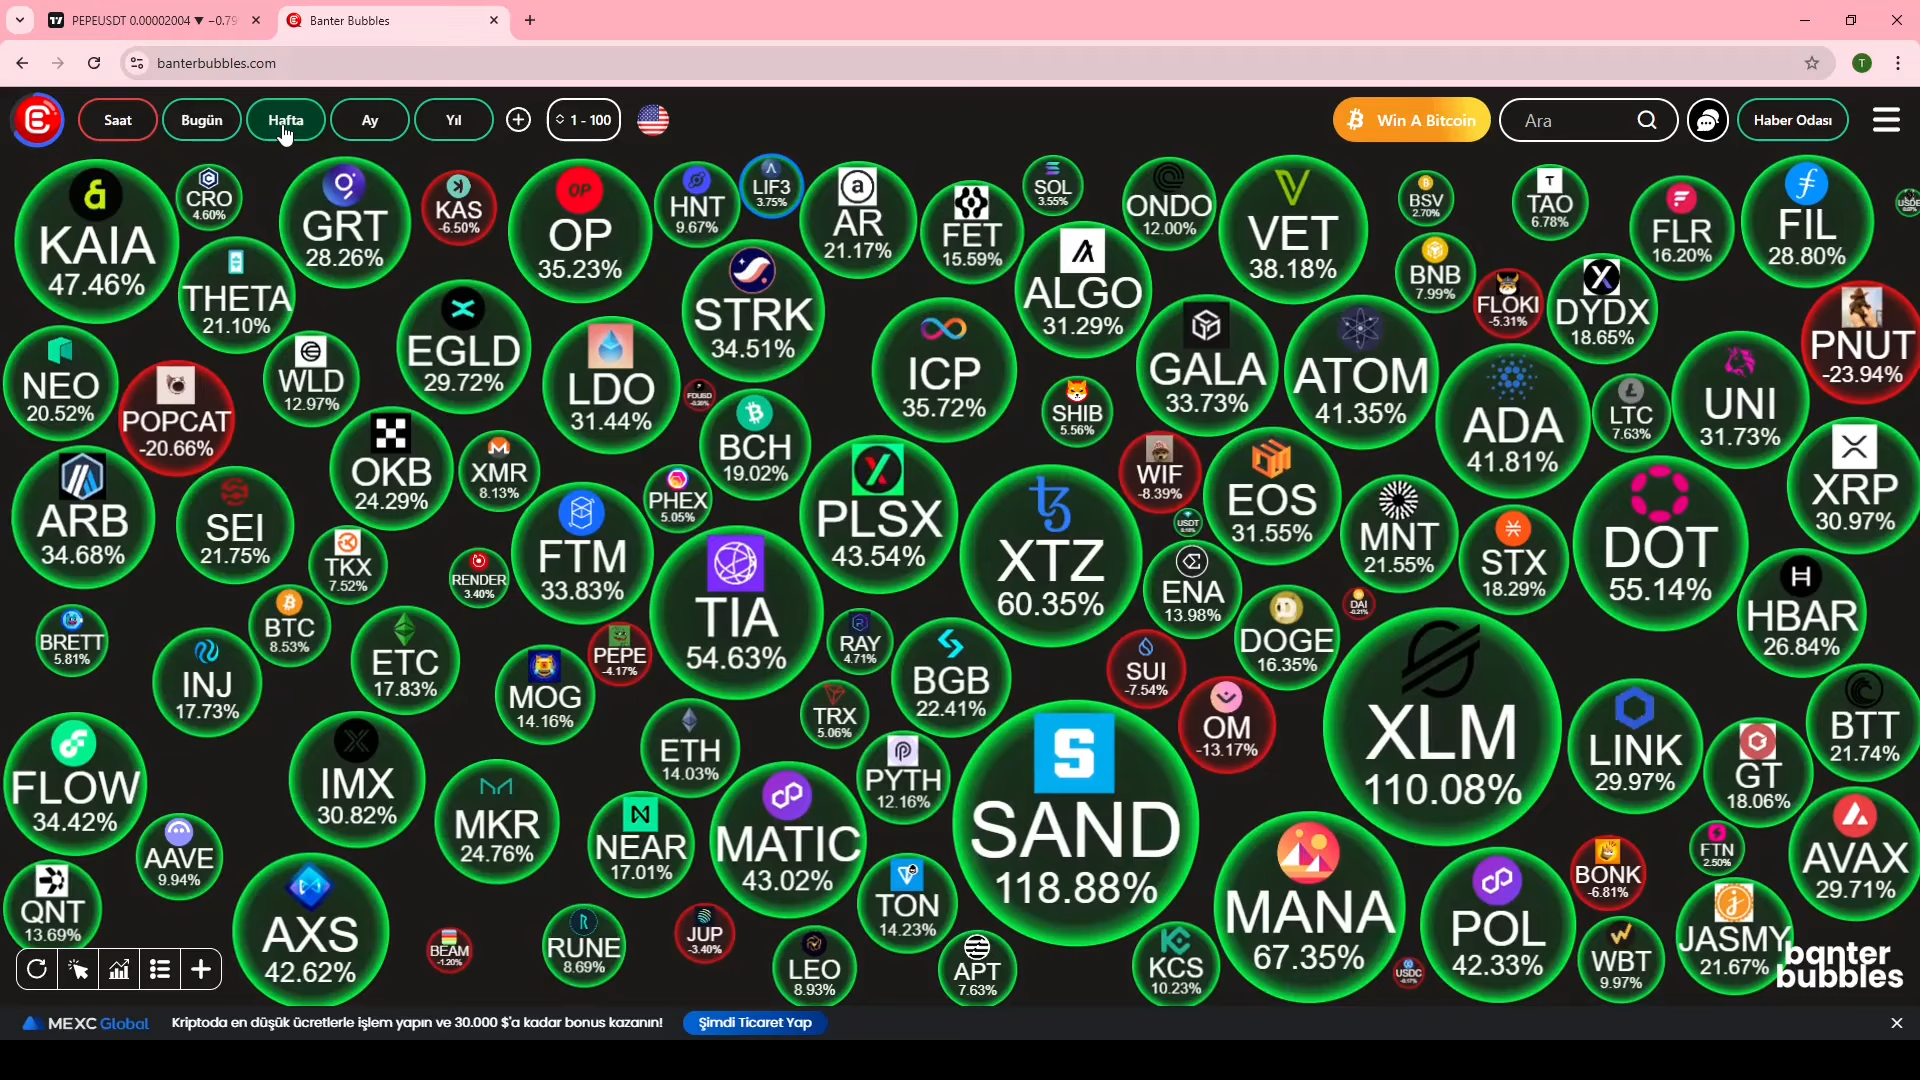 PEPEUSDT 0.00002004 ▼ −0.79
Banter Bubbles
banterbubbles.com
T
Saat
Bugün
Hafta
Ay
Yıl
1 - 100
Win A Bitcoin
Ara
Haber Odası
KAIA
47.46%
CRO
4.60%
GRT
28.26%
KAS
-6.50%
OP
35.23%
HNT
9.67%
LIF3
3.75%
AR
21.17%
FET
15.59%
SOL
3.55%
ONDO
12.00%
VET
38.18%
BSV
2.70%
TAO
6.78%
FLR
16.20%
FIL
28.80%
THETA
21.10%
EGLD
29.72%
STRK
34.51%
ALGO
31.29%
BNB
7.99%
FLOKI
-5.31%
DYDX
18.65%
PNUT
-23.94%
NEO
20.52%
POPCAT
-20.66%
WLD
12.97%
LDO
31.44%
FDUSD
ICP
35.72%
SHIB
5.56%
GALA
33.73%
ATOM
41.35%
ADA
41.81%
LTC
7.63%
UNI
31.73%
ARB
34.68%
SEI
21.75%
OKB
24.29%
XMR
8.13%
BCH
19.02%
PHEX
5.05%
PLSX
43.54%
XTZ
60.35%
WIF
-8.39%
USDT
EOS
31.55%
MNT
21.55%
STX
18.29%
DOT
55.14%
XRP
30.97%
TKX
7.52%
RENDER
3.40%
FTM
33.83%
TIA
54.63%
ENA
13.98%
DAI
HBAR
26.84%
BRETT
5.81%
BTC
8.53%
ETC
17.83%
PEPE
-4.17%
RAY
4.71%
DOGE
16.35%
INJ
17.73%
MOG
14.16%
BGB
22.41%
SUI
-7.54%
XLM
110.08%
BTT
21.74%
FLOW
34.42%
IMX
30.82%
ETH
14.03%
TRX
5.06%
PYTH
12.16%
OM
-13.17%
LINK
29.97%
GT
18.06%
AAVE
9.94%
MKR
24.76%
NEAR
17.01%
MATIC
43.02%
SAND
118.88%
FTN
2.50%
AVAX
29.71%
QNT
13.69%
AXS
42.62%
BEAM
-1.20%
RUNE
8.69%
JUP
-3.40%
LEO
8.93%
TON
14.23%
APT
7.63%
KCS
10.23%
MANA
67.35%
USDC
POL
42.33%
BONK
-6.81%
WBT
9.97%
JASMY
21.67%
banter
bubbles
MEXC Global
Kriptoda en düşük ücretlerle işlem yapın ve 30.000 $'a kadar bonus kazanın!
Şimdi Ticaret Yap